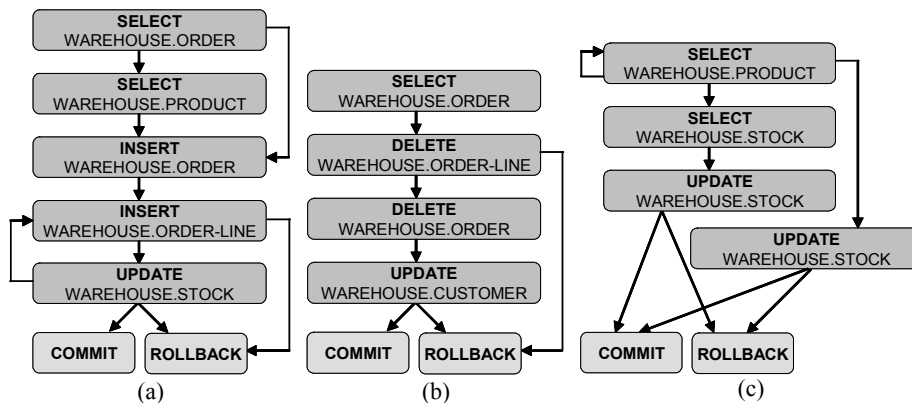 SELECT
WAREHOUSE.ORDER
SELECT
WAREHOUSE.PRODUCT
INSERT
WAREHOUSE.ORDER
INSERT
WAREHOUSE.ORDER-LINE
UPDATE
WAREHOUSE.STOCK
COMMIT
ROLLBACK
(a)
SELECT
WAREHOUSE.ORDER
DELETE
WAREHOUSE.ORDER-LINE
DELETE
WAREHOUSE.ORDER
UPDATE
WAREHOUSE.CUSTOMER
COMMIT
ROLLBACK
(b)
SELECT
WAREHOUSE.PRODUCT
SELECT
WAREHOUSE.STOCK
UPDATE
WAREHOUSE.STOCK
UPDATE
WAREHOUSE.STOCK
COMMIT
ROLLBACK
(c)